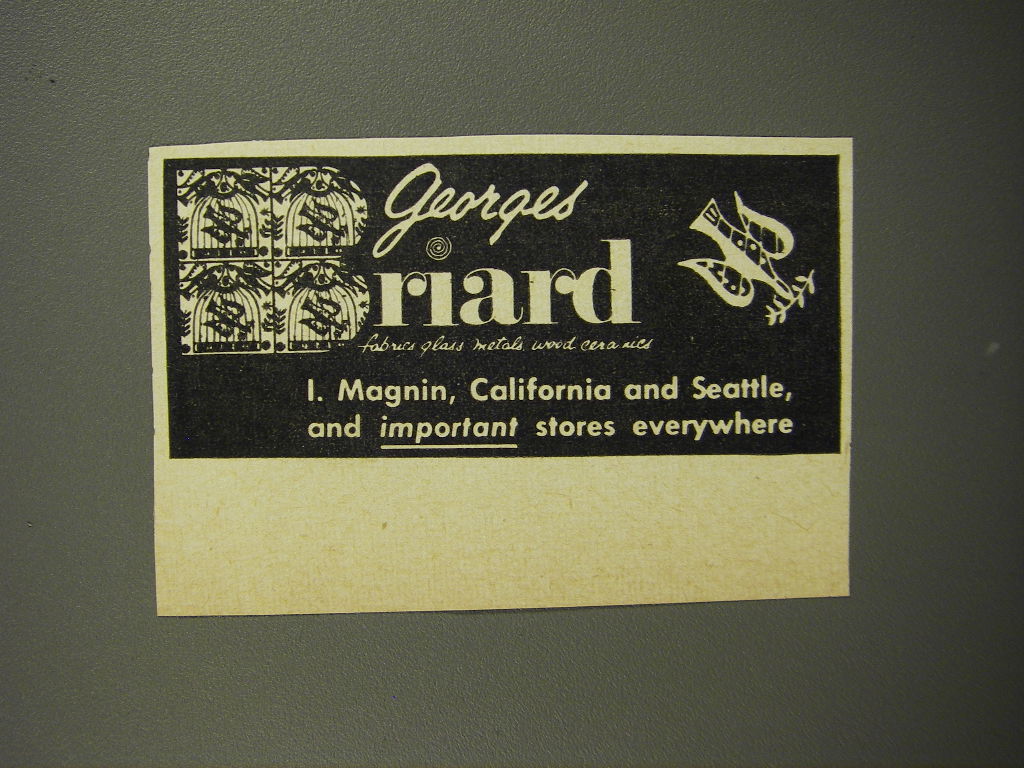 Georges
Briard
fabrics glass metals wood ceramics
I. Magnin, California and Seattle,
and important stores everywhere